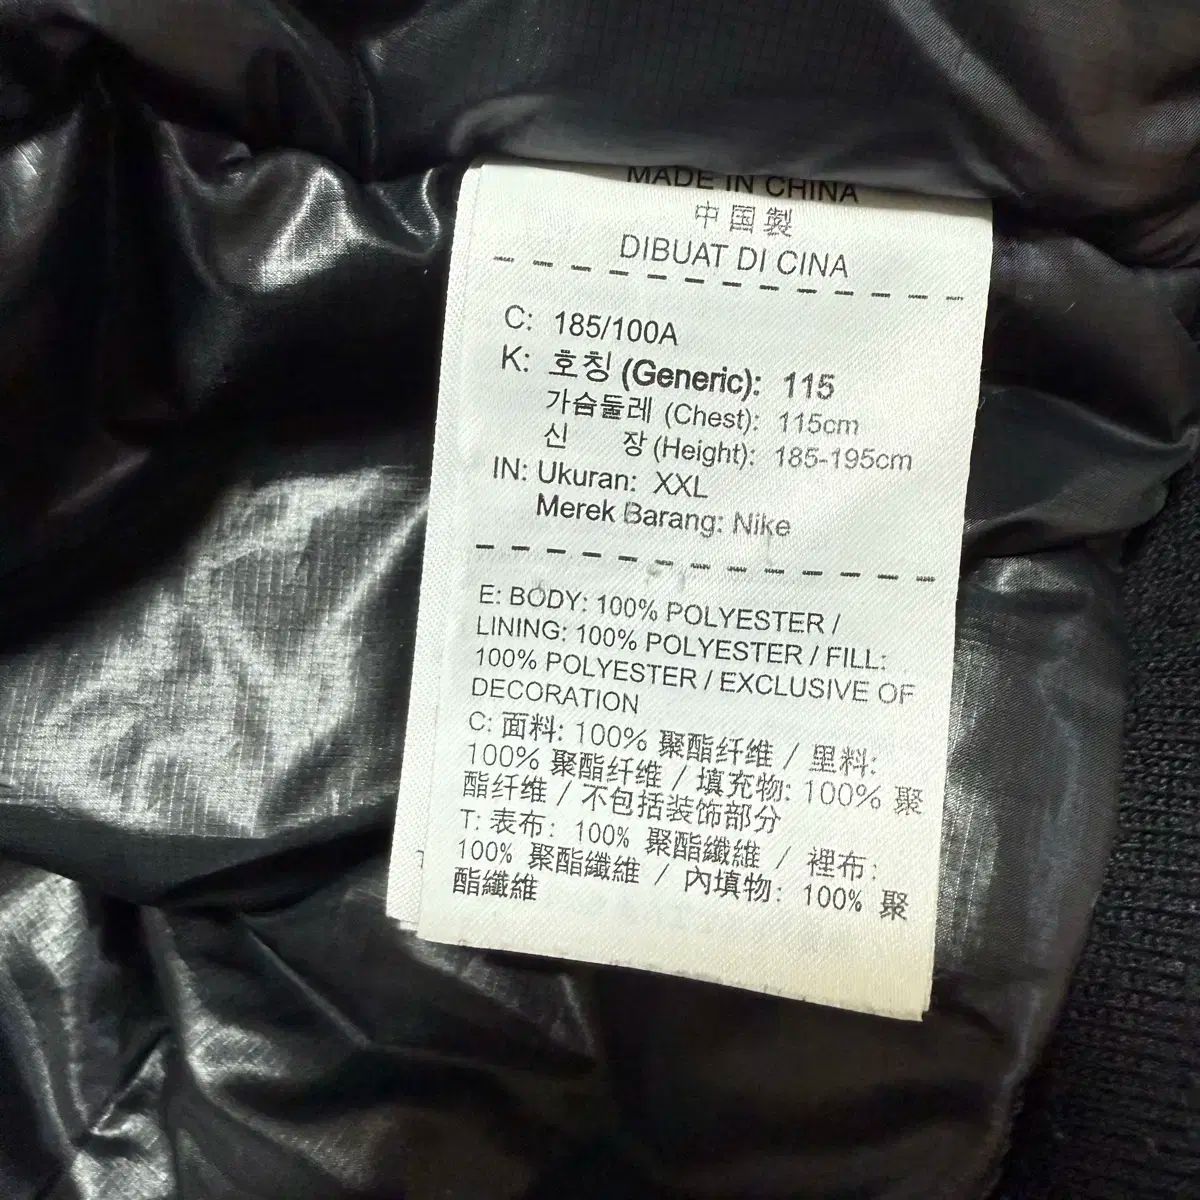 MADE IN CHINA
中国製
DIBUAT DI CINA
C: 185/100A
K: 호칭 (Generic): 115
가슴둘레 (Chest): 115cm
신 장 (Height): 185-195cm
IN: Ukuran: XXL
Merek Barang: Nike
E: BODY: 100% POLYESTER /
LINING: 100% POLYESTER / FILL:
100% POLYESTER / EXCLUSIVE OF
DECORATION
C: 面料: 100% 聚酯纤维 / 里料:
100% 聚酯纤维 / 填充物: 100% 聚
酯纤维 / 不包括装饰部分
T: 表布: 100% 聚酯纖維 / 裡布:
100% 聚酯纖維 / 內填物: 100% 聚
酯纖維